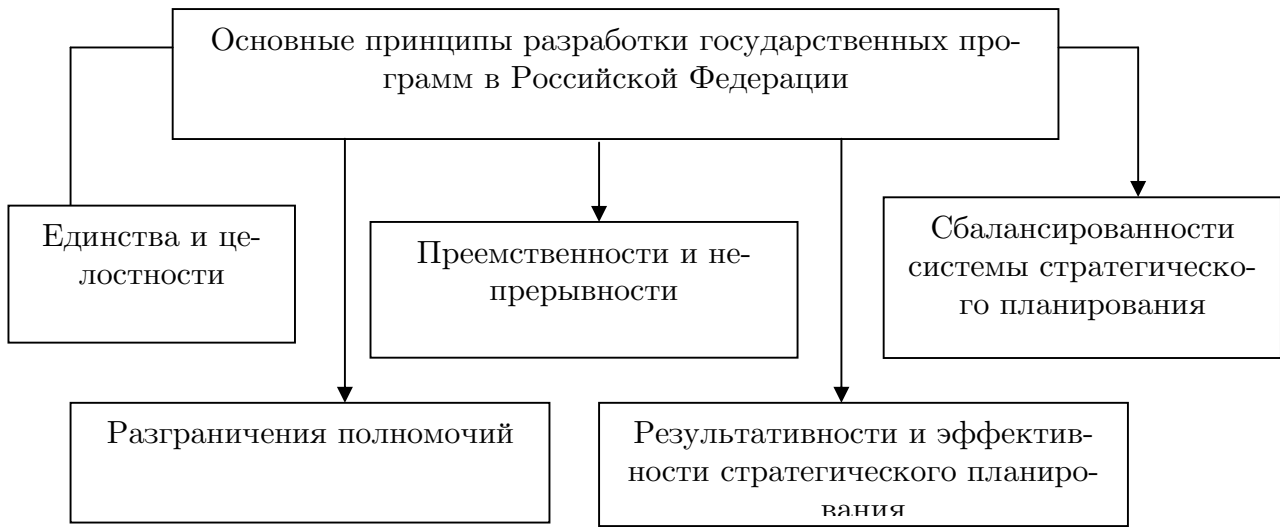 Основные принципы разработки государственных про-
грамм в Российской Федерации
Единства и це-
лостности
Преемственности и не-
прерывности
Сбалансированности
системы стратегическо-
го планирования
Разграничения полномочий
Результативности и эффектив-
ности стратегического планиро-
вания